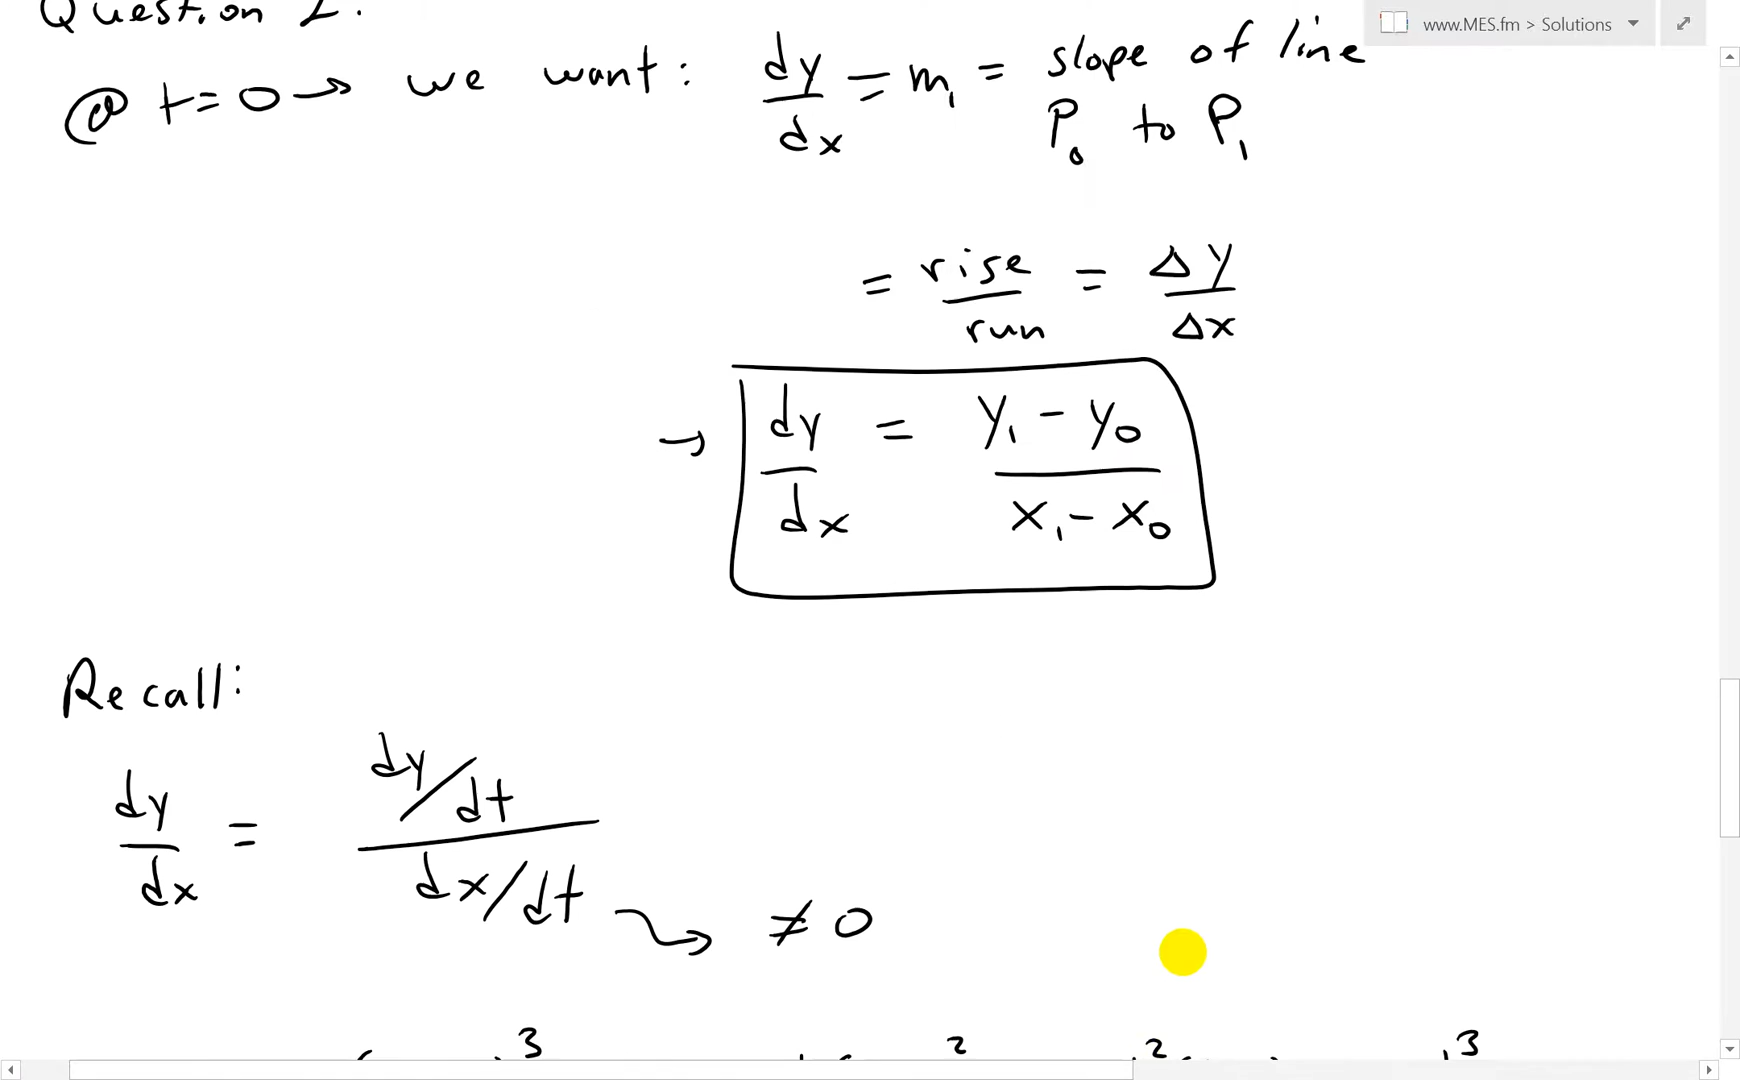 Question 2:
www.MES.fm > Solutions
@ t=0 → we want: dy/dx = m₁ = slope of line P₀ to P₁
= rise/run = Δy/Δx
→ dy/dx = y₁ - y₀ / x₁ - x₀
Recall:
dy/dx = dy/dt / dx/dt → ≠ 0